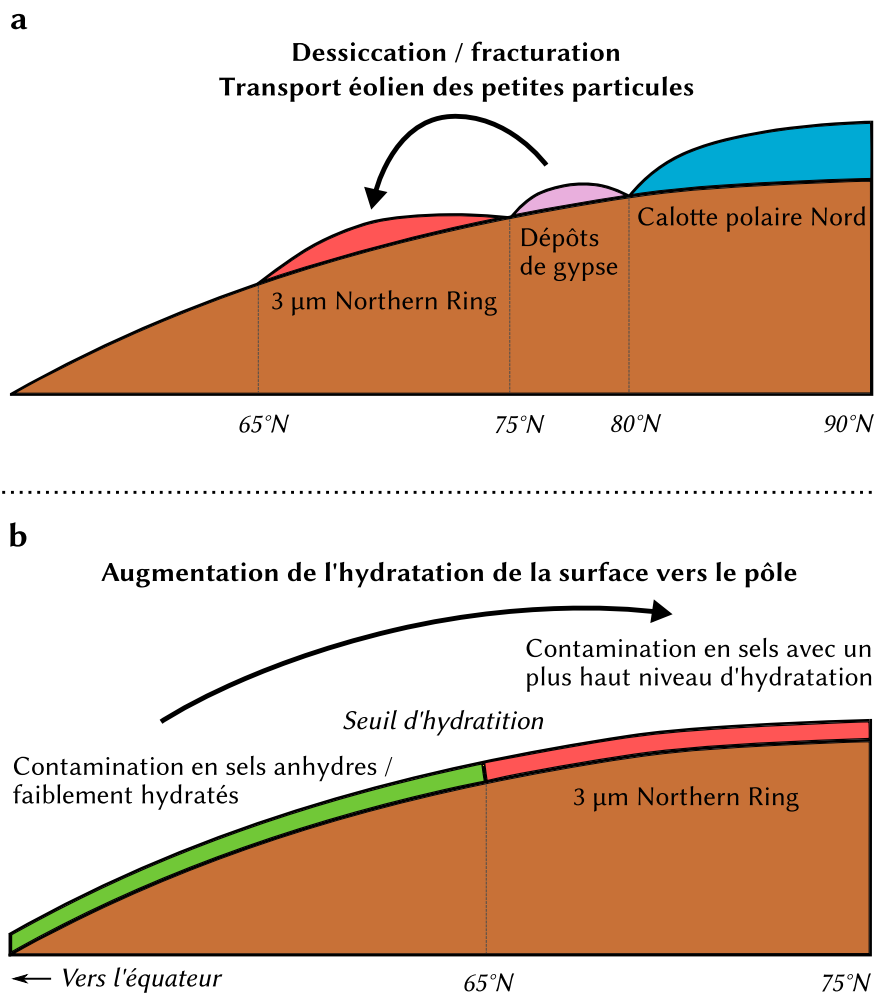 a
Dessiccation / fracturation
Transport éolien des petites particules
Calotte polaire Nord
Dépôts
de gypse
3 µm Northern Ring
65°N
75°N
80°N
90°N
b
Augmentation de l'hydratation de la surface vers le pôle
Contamination en sels avec un
plus haut niveau d'hydratation
Seuil d'hydratition
Contamination en sels anhydres /
faiblement hydratés
3 µm Northern Ring
Vers l'équateur
65°N
75°N